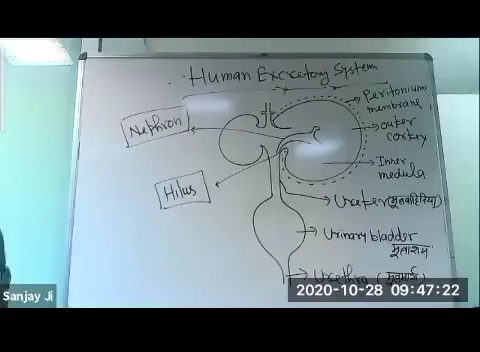 Human Excretory System
Peritonium
membrane
Nephron
outer
cortex
Inner
medula
Hilus
Ureter (मूत्रवाहिनिया)
Urinary bladder
मूत्राशय
Urethra (मूत्रमार्ग)
2020-10-28 09:47:22
Sanjay Ji